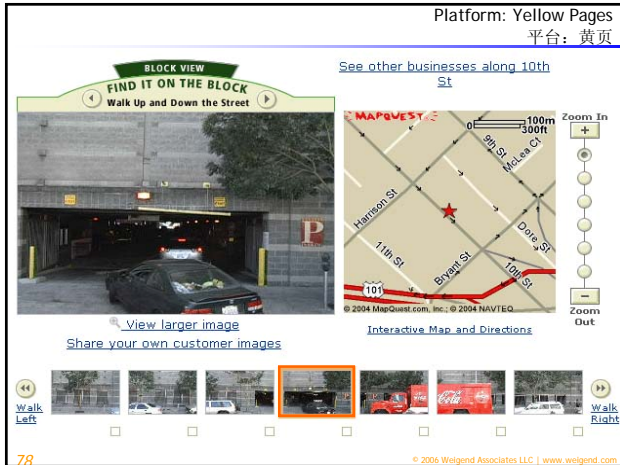 Platform: Yellow Pages
平台：黄页
BLOCK VIEW
FIND IT ON THE BLOCK
Walk Up and Down the Street
See other businesses along 10th
St
P
View larger image
Share your own customer images
MAPQUEST
0 100m
300ft
9th St
McLea Ct
Harrison St
Dore St
11th St
Bryant St
10th St
101
© 2004 MapQuest.com, Inc.; © 2004 NAVTEQ
Zoom In
+
−
Zoom
Out
Interactive Map and Directions
Walk
Left
Coca-Cola
Walk
Right
78
© 2006 Weigend Associates LLC | www.weigend.com